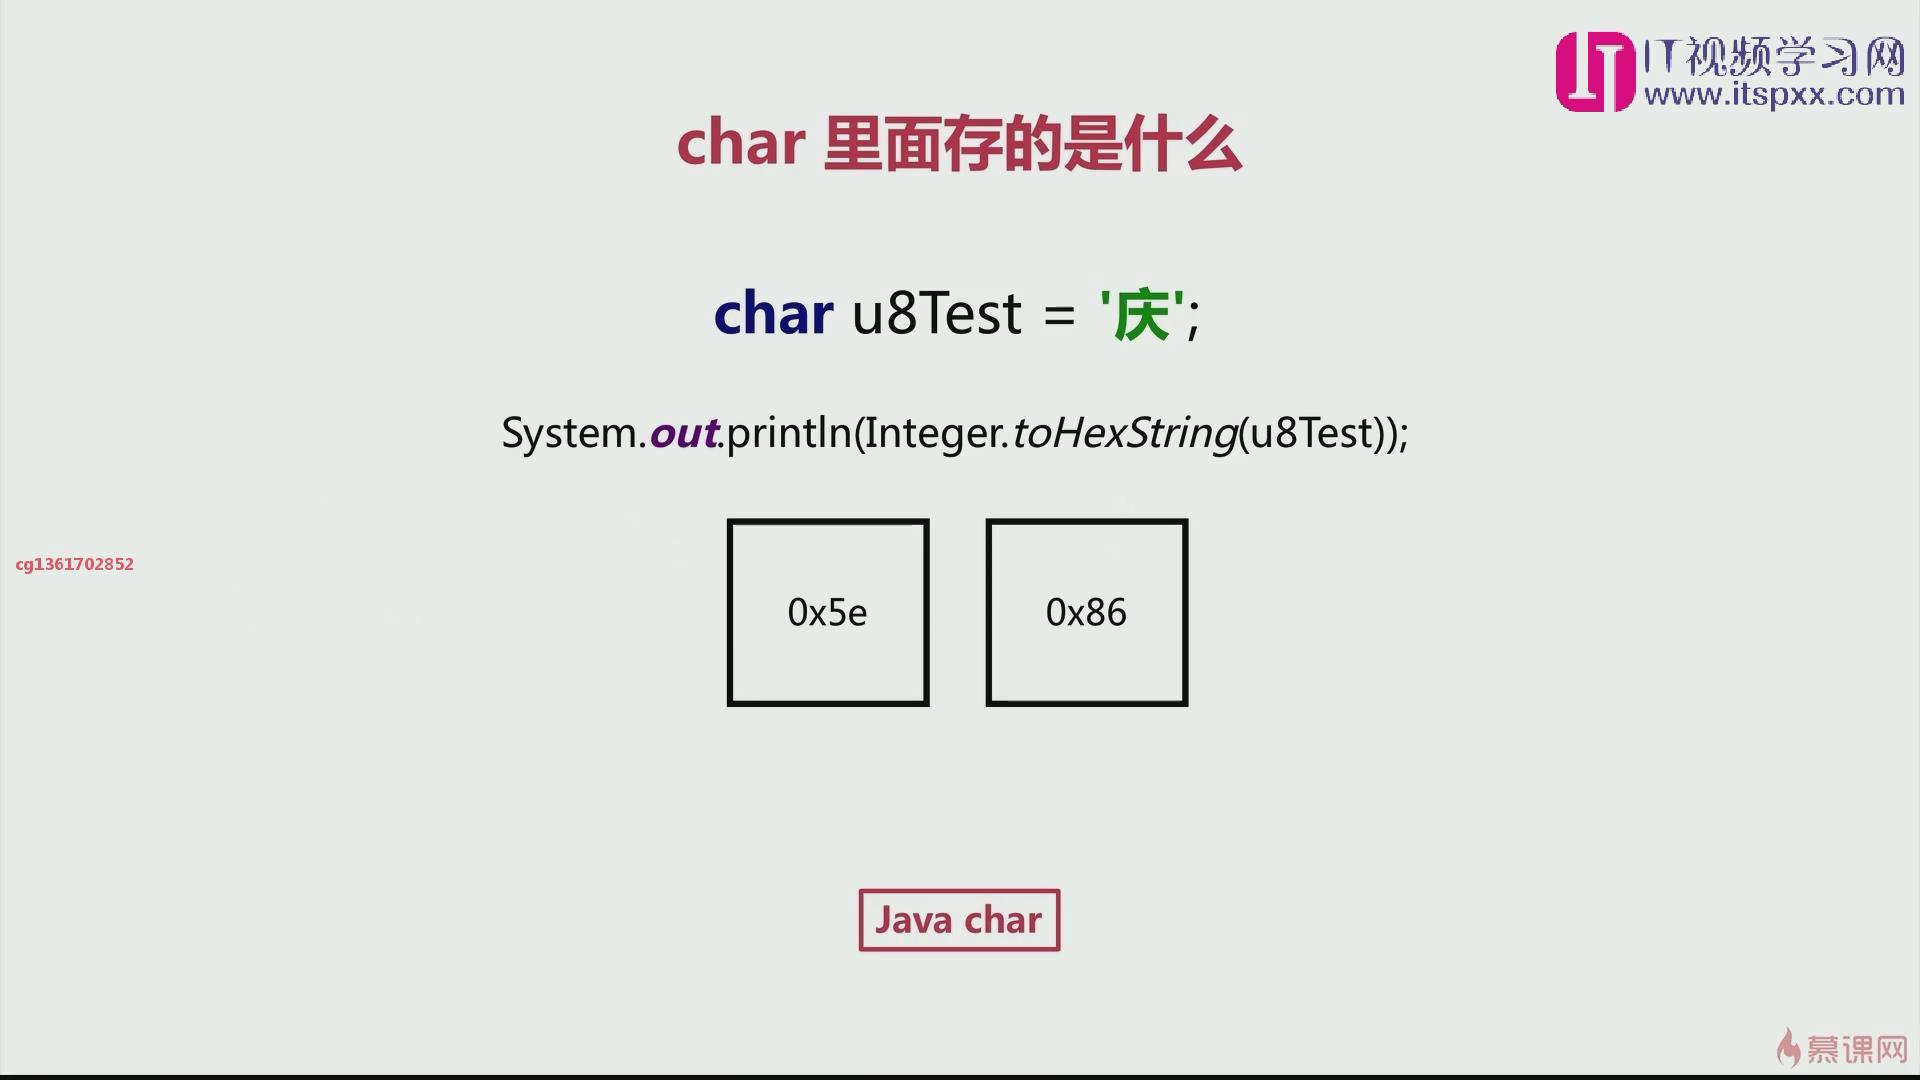 IT视频学习网
www.itspxx.com
char 里面存的是什么
char u8Test = '庆';
System.out.println(Integer.toHexString(u8Test));
cg1361702852
0x5e 0x86
Java char
慕课网